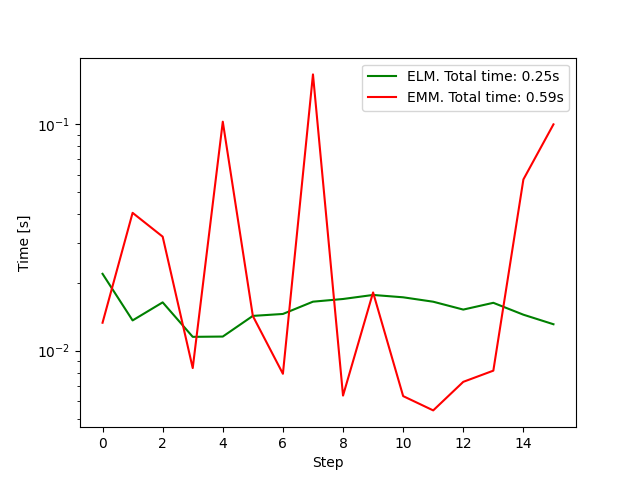 ELM. Total time: 0.25s
EMM. Total time: 0.59s
10⁻¹
10⁻²
Time [s]
0 2 4 6 8 10 12 14
Step